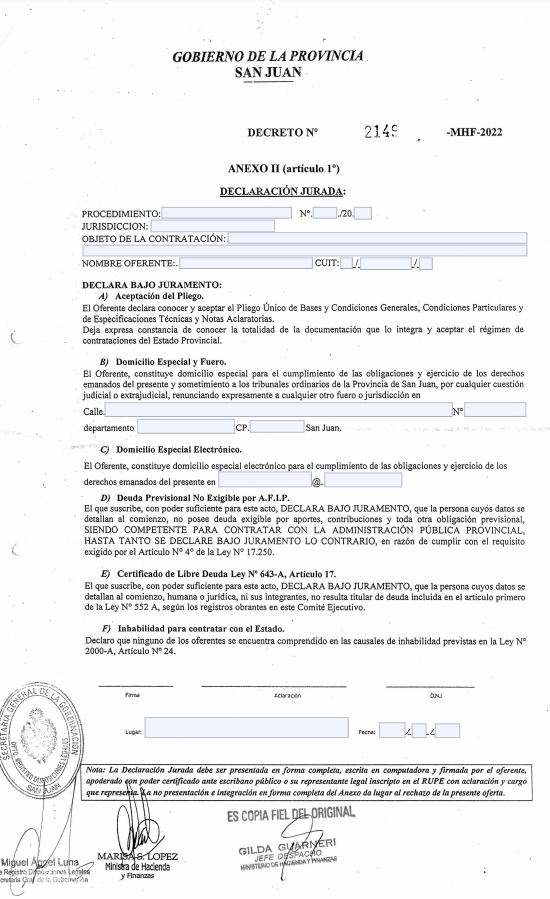 GOBIERNO DE LA PROVINCIA
SAN JUAN
DECRETO Nº 2149 -MHF-2022
ANEXO II (artículo 1º)
DECLARACIÓN JURADA:
PROCEDIMIENTO: Nº. /20.
JURISDICCION:
OBJETO DE LA CONTRATACIÓN:
NOMBRE OFERENTE:. CUIT: / /
DECLARA BAJO JURAMENTO:
A) Aceptación del Pliego.
El Oferente declara conocer y aceptar el Pliego Único de Bases y Condiciones Generales, Condiciones Particulares y
de Especificaciones Técnicas y Notas Aclaratorias.
Deja expresa constancia de conocer la totalidad de la documentación que lo integra y aceptar el régimen de
contrataciones del Estado Provincial.
B) Domicilio Especial y Fuero.
El Oferente, constituye domicilio especial para el cumplimiento de las obligaciones y ejercicio de los derechos
emanados del presente y sometimiento a los tribunales ordinarios de la Provincia de San Juan, por cualquier cuestión
judicial o extrajudicial, renunciando expresamente a cualquier otro fuero o jurisdicción en
Calle. Nº
departamento CP. San Juan.
C) Domicilio Especial Electrónico.
El Oferente, constituye domicilio especial electrónico para el cumplimiento de las obligaciones y ejercicio de los
derechos emanados del presente en @
D) Deuda Previsional No Exigible por A.F.I.P.
El que suscribe, con poder suficiente para este acto, DECLARA BAJO JURAMENTO, que la persona cuyos datos se
detallan al comienzo, no posee deuda exigible por aportes, contribuciones y toda otra obligación previsional,
SIENDO COMPETENTE PARA CONTRATAR CON LA ADMINISTRACIÓN PÚBLICA PROVINCIAL,
HASTA TANTO SE DECLARE BAJO JURAMENTO LO CONTRARIO, en razón de cumplir con el requisito
exigido por el Artículo Nº 4º de la Ley Nº 17.250.
E) Certificado de Libre Deuda Ley Nº 643-A, Artículo 17.
El que suscribe, con poder suficiente para este acto, DECLARA BAJO JURAMENTO, que la persona cuyos datos se
detallan al comienzo, humana o jurídica, ni sus integrantes, no resulta titular de deuda incluida en el artículo primero
de la Ley Nº 552 A, según los registros obrantes en este Comité Ejecutivo.
F) Inhabilidad para contratar con el Estado.
Declaro que ninguno de los oferentes se encuentra comprendido en las causales de inhabilidad previstas en la Ley Nº
2000-A, Artículo Nº 24.
Firma Aclaración D.N.I
Lugar: Fecha: / /
SECRETARÍA GENERAL DE LA GOBERNACIÓN
SAN JUAN
Nota: La Declaración Jurada debe ser presentada en forma completa, escrita en computadora y firmada por el oferente,
apoderado con poder certificado ante escribano público o su representante legal inscripto en el RUPE con aclaración y cargo
que representa. La no presentación e integración en forma completa del Anexo da lugar al rechazo de la presente oferta.
ES COPIA FIEL DEL ORIGINAL
Miguel Angel Luna
MARISA S. LOPEZ
Ministra de Hacienda
y Finanzas
GILDA GUARNERI
JEFE DESPACHO
MINISTERIO DE HACIENDA Y FINANZAS